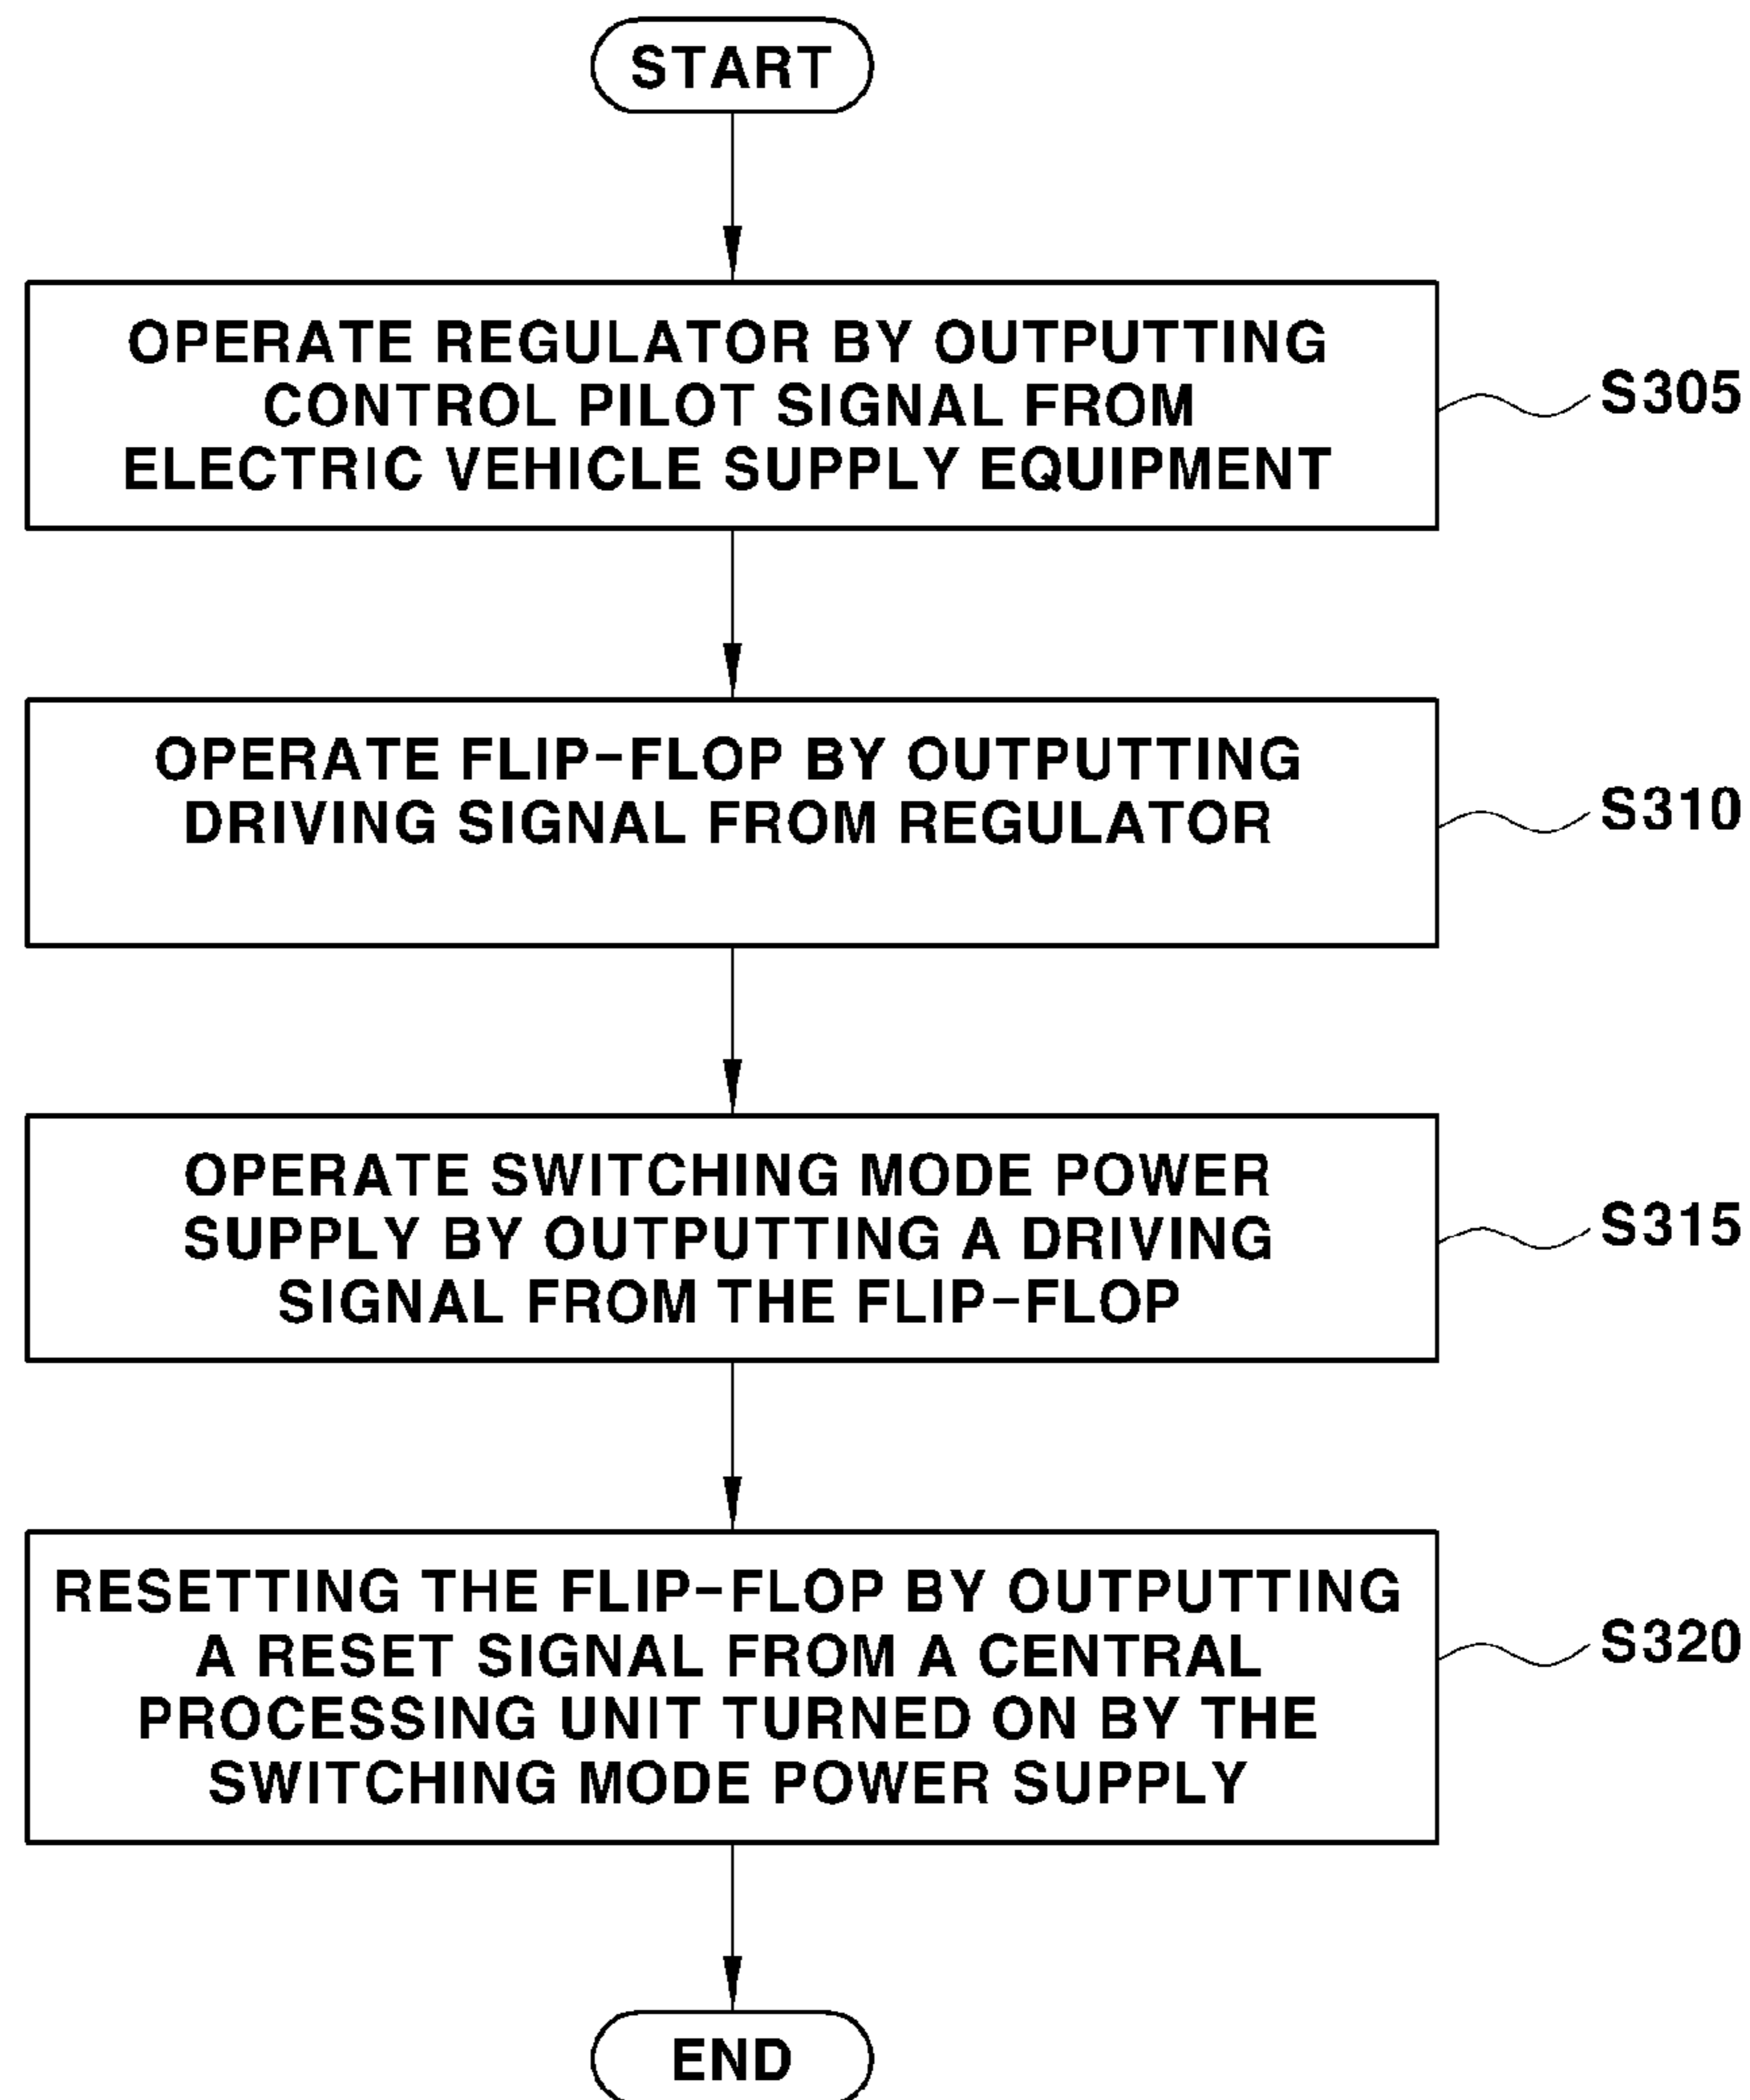 START
OPERATE REGULATOR BY OUTPUTTING
CONTROL PILOT SIGNAL FROM
ELECTRIC VEHICLE SUPPLY EQUIPMENT
S305
OPERATE FLIP-FLOP BY OUTPUTTING
DRIVING SIGNAL FROM REGULATOR
S310
OPERATE SWITCHING MODE POWER
SUPPLY BY OUTPUTTING A DRIVING
SIGNAL FROM THE FLIP-FLOP
S315
RESETTING THE FLIP-FLOP BY OUTPUTTING
A RESET SIGNAL FROM A CENTRAL
PROCESSING UNIT TURNED ON BY THE
SWITCHING MODE POWER SUPPLY
S320
END